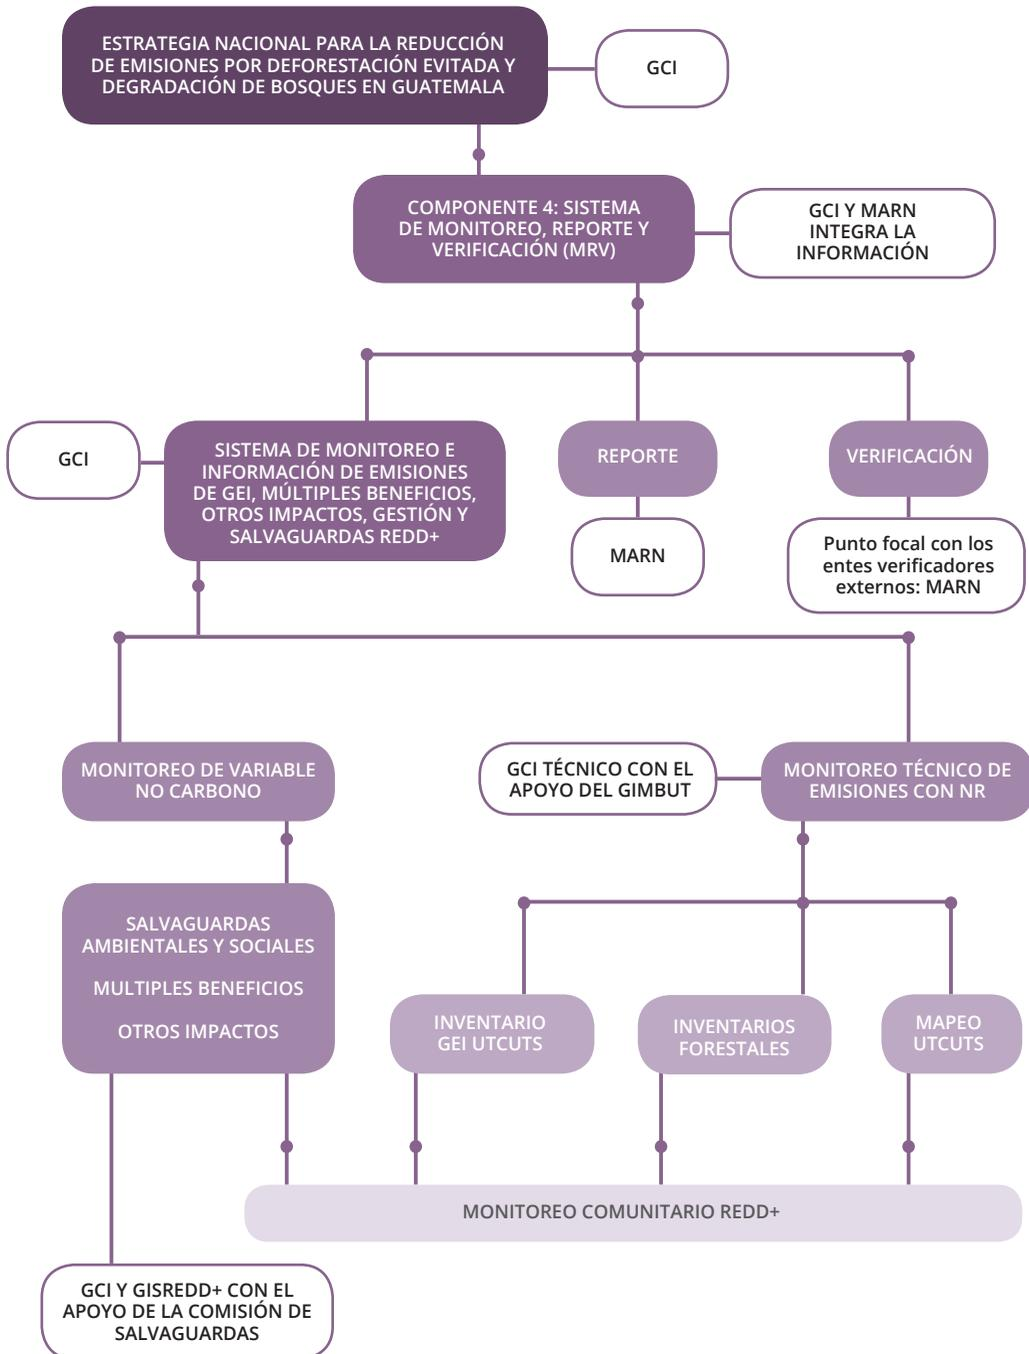 ESTRATEGIA NACIONAL PARA LA REDUCCIÓN
DE EMISIONES POR DEFORESTACIÓN EVITADA Y
DEGRADACIÓN DE BOSQUES EN GUATEMALA
GCI
COMPONENTE 4: SISTEMA
DE MONITOREO, REPORTE Y
VERIFICACIÓN (MRV)
GCI Y MARN
INTEGRA LA
INFORMACIÓN
GCI
SISTEMA DE MONITOREO E
INFORMACIÓN DE EMISIONES
DE GEI, MÚLTIPLES BENEFICIOS,
OTROS IMPACTOS, GESTIÓN Y
SALVAGUARDAS REDD+
REPORTE
VERIFICACIÓN
MARN
Punto focal con los
entes verificadores
externos: MARN
MONITOREO DE VARIABLE
NO CARBONO
GCI TÉCNICO CON EL
APOYO DEL GIMBUT
MONITOREO TÉCNICO DE
EMISIONES CON NR
SALVAGUARDAS
AMBIENTALES Y SOCIALES
MULTIPLES BENEFICIOS
OTROS IMPACTOS
INVENTARIO
GEI UTCUTS
INVENTARIOS
FORESTALES
MAPEO
UTCUTS
MONITOREO COMUNITARIO REDD+
GCI Y GISREDD+ CON EL
APOYO DE LA COMISIÓN DE
SALVAGUARDAS